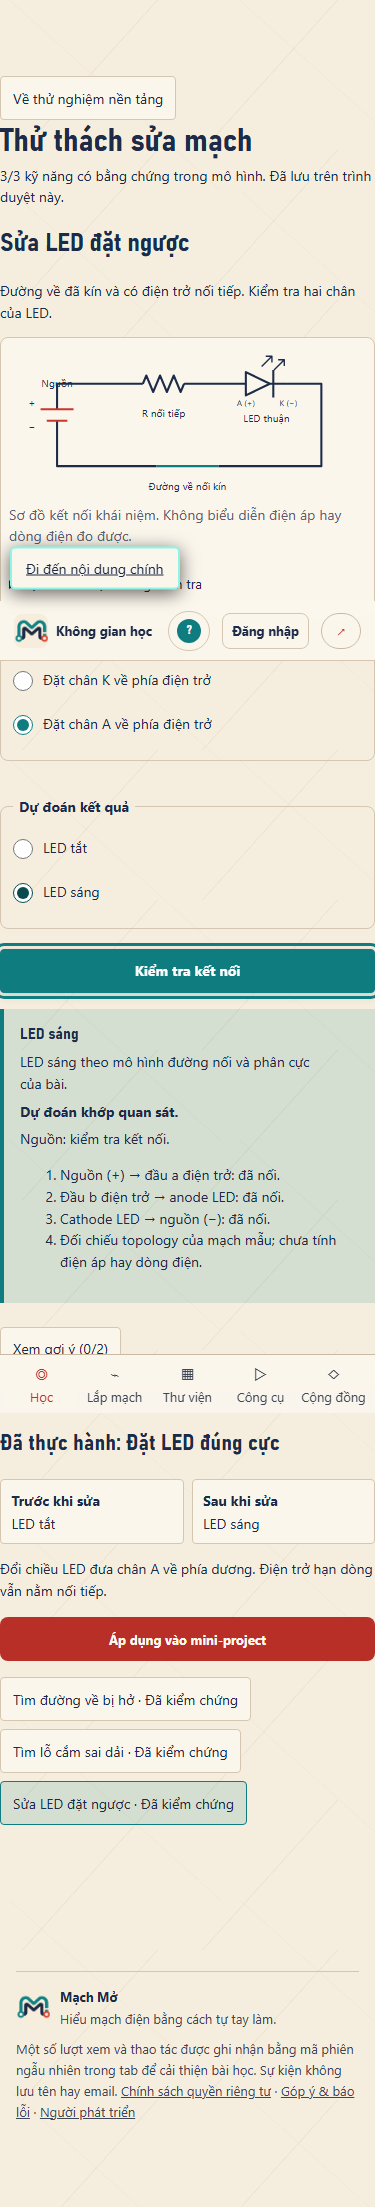 Về thử nghiệm nền tảng
Thử thách sửa mạch
3/3 kỹ năng có bằng chứng trong mô hình. Đã lưu trên trình
duyệt này.
Sửa LED đặt ngược
Đường về đã kín và có điện trở nối tiếp. Kiểm tra hai chân
của LED.
Nguồn
+
−
R nối tiếp
A (+)
K (−)
LED thuận
Đường về nối kín
Sơ đồ kết nối khái niệm. Không biểu diễn điện áp hay
dòng điện đo được.
Đi đến nội dung chính
tra
Không gian học
?
Đăng nhập
↗
Đặt chân K về phía điện trở
Đặt chân A về phía điện trở
Dự đoán kết quả
LED tắt
LED sáng
Kiểm tra kết nối
LED sáng
LED sáng theo mô hình đường nối và phân cực
của bài.
Dự đoán khớp quan sát.
Nguồn: kiểm tra kết nối.
1. Nguồn (+) → đầu a điện trở: đã nối.
2. Đầu b điện trở → anode LED: đã nối.
3. Cathode LED → nguồn (−): đã nối.
4. Đối chiếu topology của mạch mẫu; chưa tính
điện áp hay dòng điện.
Xem gợi ý (0/2)
Học
Lắp mạch
Thư viện
Công cụ
Cộng đồng
Đã thực hành: Đặt LED đúng cực
Trước khi sửa
LED tắt
Sau khi sửa
LED sáng
Đổi chiều LED đưa chân A về phía dương. Điện trở hạn dòng
vẫn nằm nối tiếp.
Áp dụng vào mini-project
Tìm đường về bị hở · Đã kiểm chứng
Tìm lỗ cắm sai dải · Đã kiểm chứng
Sửa LED đặt ngược · Đã kiểm chứng
Mạch Mở
Hiểu mạch điện bằng cách tự tay làm.
Một số lượt xem và thao tác được ghi nhận bằng mã phiên
ngẫu nhiên trong tab để cải thiện bài học. Sự kiện không
lưu tên hay email. Chính sách quyền riêng tư · Góp ý & báo
lỗi · Người phát triển